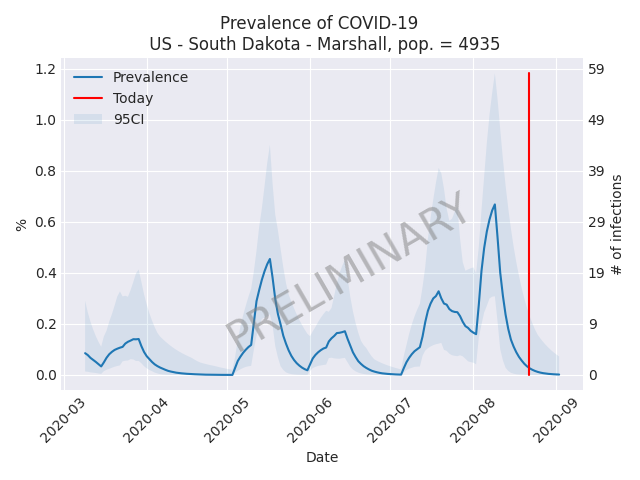 Prevalence of COVID-19
US - South Dakota - Marshall, pop. = 4935
1.2
1.0
0.8
0.6
0.4
0.2
0.0
%
Prevalence
Today
95CI
PRELIMINARY
59
49
39
29
19
9
0
# of infections
2020-03
2020-04
2020-05
2020-06
2020-07
2020-08
2020-09
Date